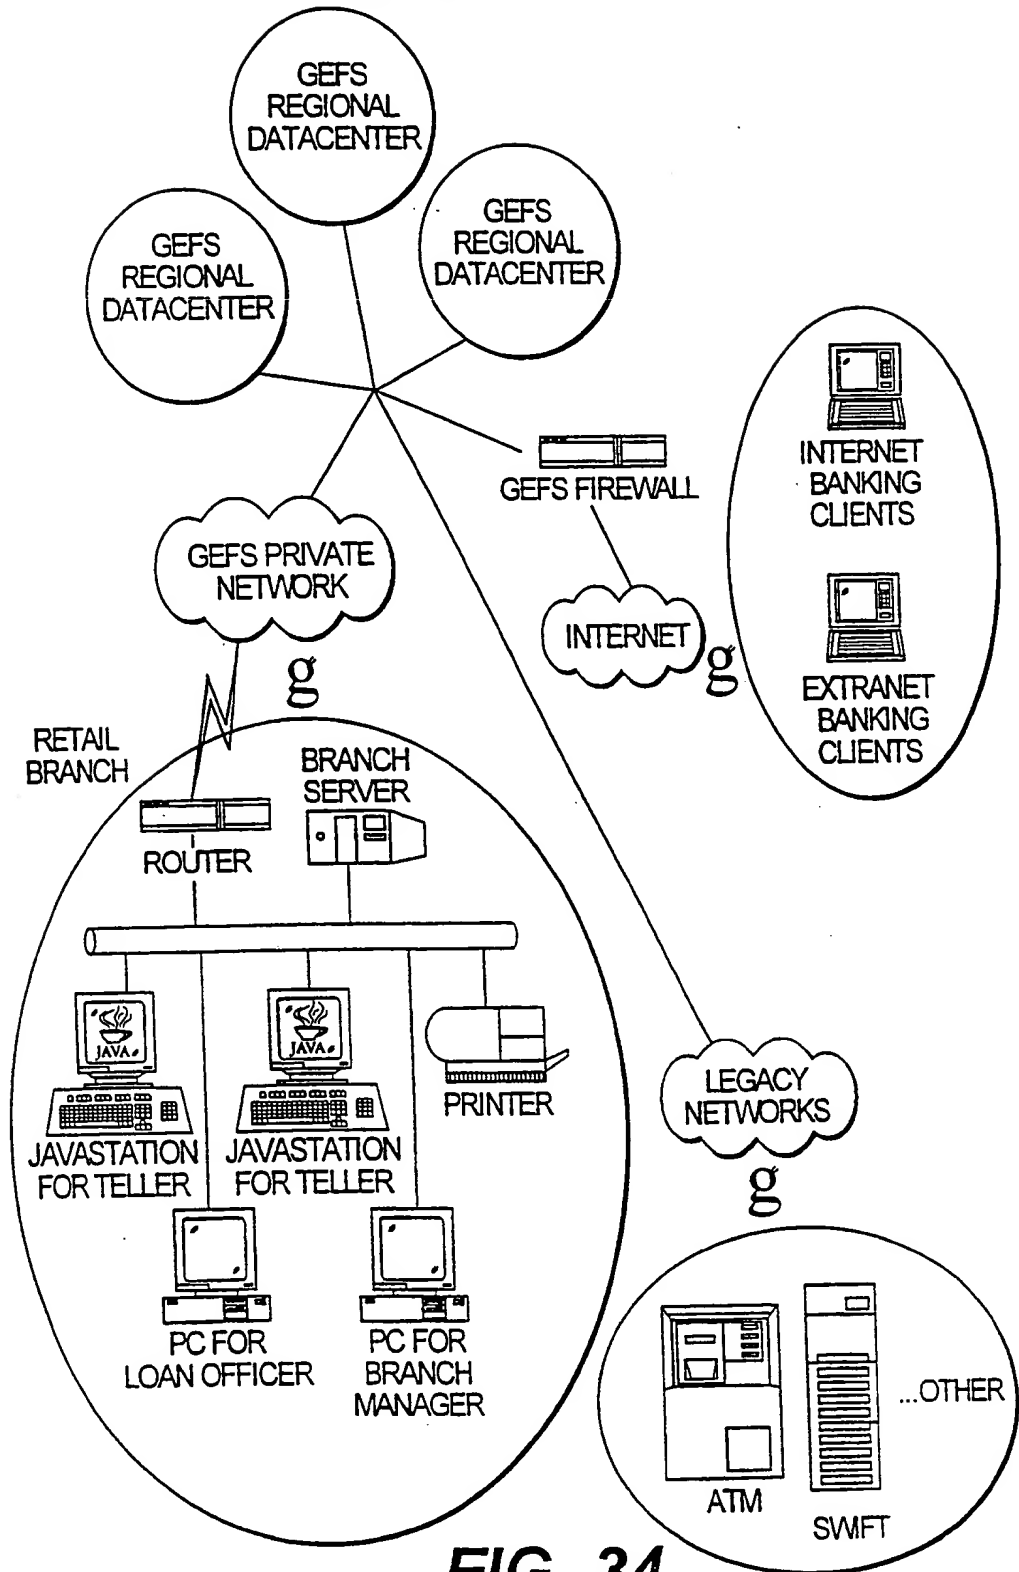 GEFS
REGIONAL
DATACENTER
GEFS
REGIONAL
DATACENTER
GEFS
REGIONAL
DATACENTER
INTERNET
BANKING
CLIENTS
GEFS FIREWALL
GEFS PRIVATE
NETWORK
INTERNET
g
g
EXTRANET
BANKING
CLIENTS
RETAIL
BRANCH
BRANCH
SERVER
ROUTER
JAVA
JAVA
PRINTER
LEGACY
NETWORKS
JAVASTATION
FOR TELLER
JAVASTATION
FOR TELLER
g
PC FOR
LOAN OFFICER
PC FOR
BRANCH
MANAGER
...OTHER
ATM
SWIFT
FIG. 34